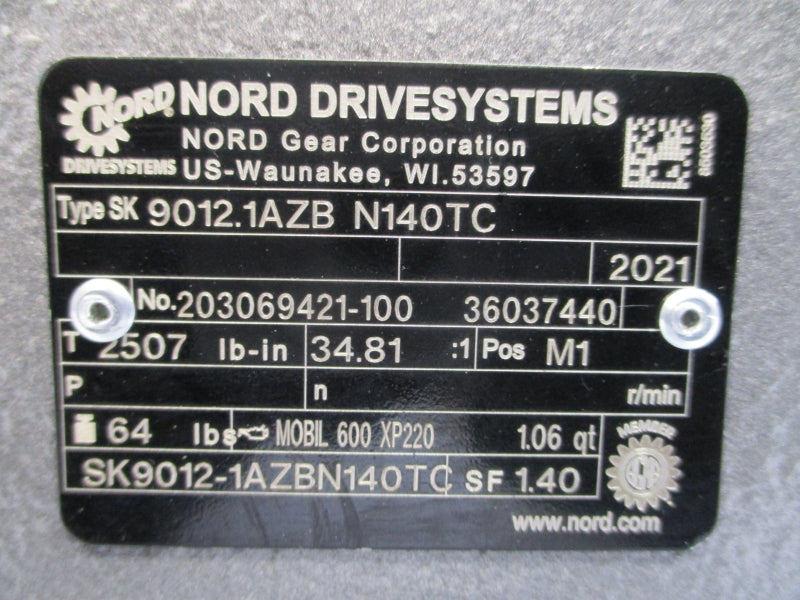 NORD DRIVESYSTEMS
NORD DRIVESYSTEMS
NORD Gear Corporation
US-Waunakee, WI.53597
Type SK 9012.1AZB N140TC
2021
No. 203069421-100 36037440
T 2507 lb-in 34.81 :1 Pos M1
P n r/min
64 lbs MOBIL 600 XP220 1.06 qt
MEMBER
SK9012-1AZBN140TC SF 1.40
www.nord.com